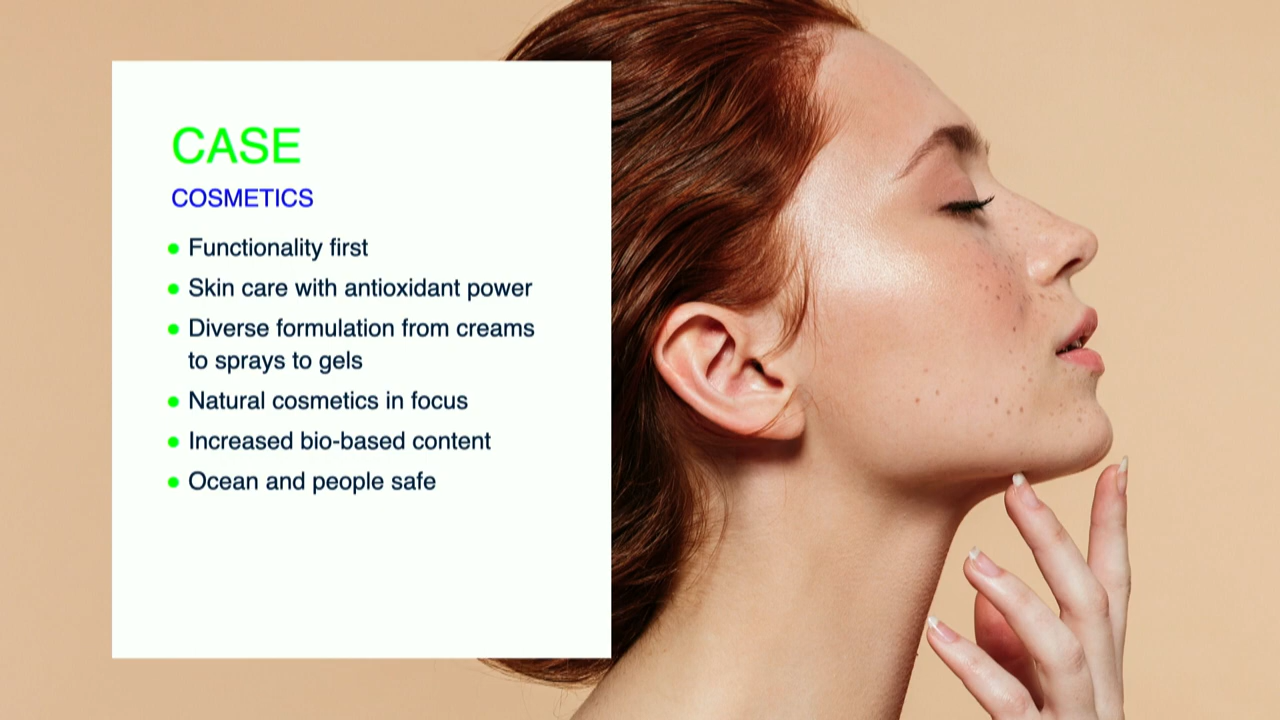 CASE
COSMETICS
Functionality first
Skin care with antioxidant power
Diverse formulation from creams
to sprays to gels
Natural cosmetics in focus
Increased bio-based content
Ocean and people safe